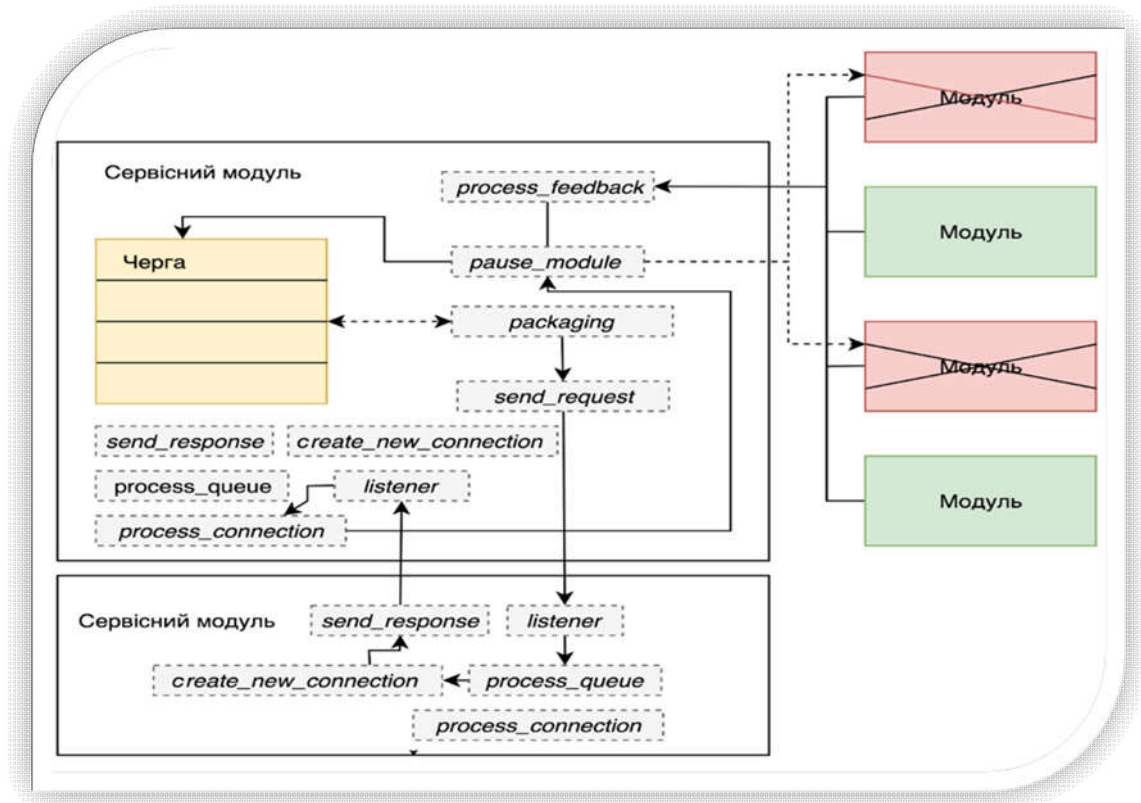 Модуль
Сервісний модуль
process_feedback
Модуль
Черга
pause_module
packaging
Модуль
send_request
send_response
create_new_connection
process_queue
listener
Модуль
process_connection
Сервісний модуль
send_response
listener
create_new_connection
process_queue
process_connection